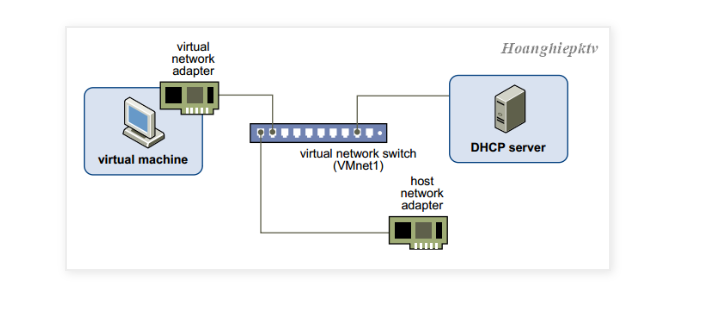 Hoanghiepktv
virtual
network
adapter
virtual machine
virtual network switch
(VMnet1)
DHCP server
host
network
adapter